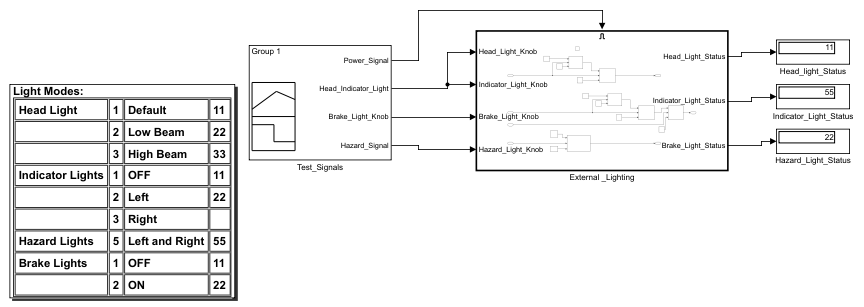 Light Modes:
Head Light 1 Default 11
2 Low Beam 22
3 High Beam 33
Indicator Lights 1 OFF 11
2 Left 22
3 Right
Hazard Lights 5 Left and Right 55
Brake Lights 1 OFF 11
2 ON 22
Group 1
Power_Signal
Head_Indicator_Light
Brake_Light_Knob
Hazard_Signal
Test_Signals
Head_Light_Knob
Indicator_Light_Knob
Brake_Light_Knob
Hazard_Light_Knob
Head_Light_Status
Indicator_Light_Status
Brake_Light_Status
External _Lighting
11
Head_light_Status
55
Indicator_Light_Status
22
Hazard_Light_Status